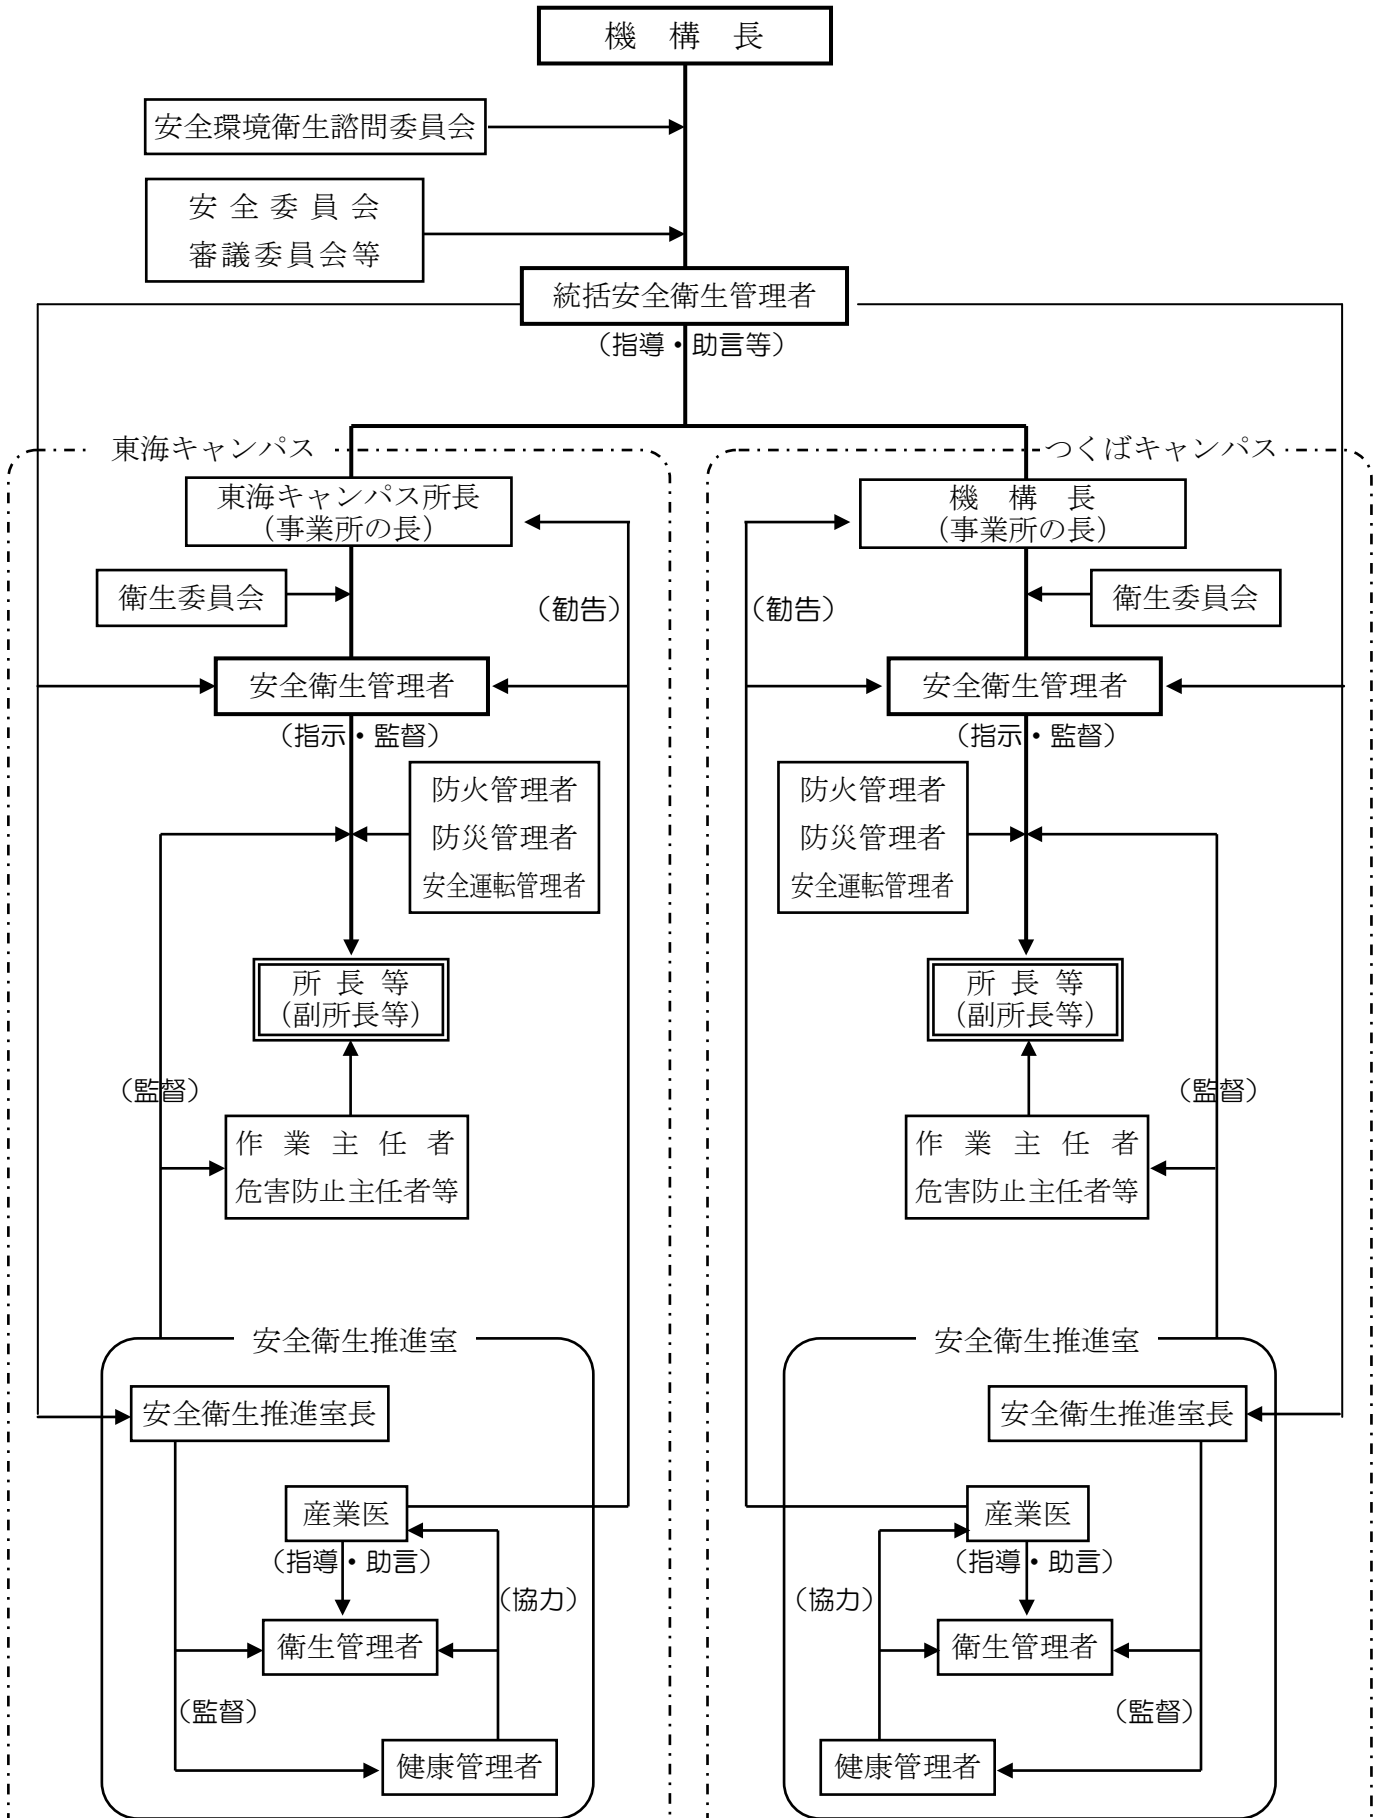 機　構　長
安全環境衛生諮問委員会
安 全 委 員 会
審議委員会等
統括安全衛生管理者
（指導・助言等）
東海キャンパス
東海キャンパス所長
（事業所の長）
衛生委員会
（勧告）
安全衛生管理者
（指示・監督）
防火管理者
防災管理者
安全運転管理者
所 長 等
（副所長等）
（監督）
作 業 主 任 者
危害防止主任者等
安全衛生推進室
安全衛生推進室長
産業医
（指導・助言）
（協力）
衛生管理者
（監督）
健康管理者
つくばキャンパス
機　構　長
（事業所の長）
（勧告）
衛生委員会
安全衛生管理者
（指示・監督）
防火管理者
防災管理者
安全運転管理者
所 長 等
（副所長等）
（監督）
作 業 主 任 者
危害防止主任者等
安全衛生推進室
安全衛生推進室長
産業医
（指導・助言）
（協力）
衛生管理者
（監督）
健康管理者